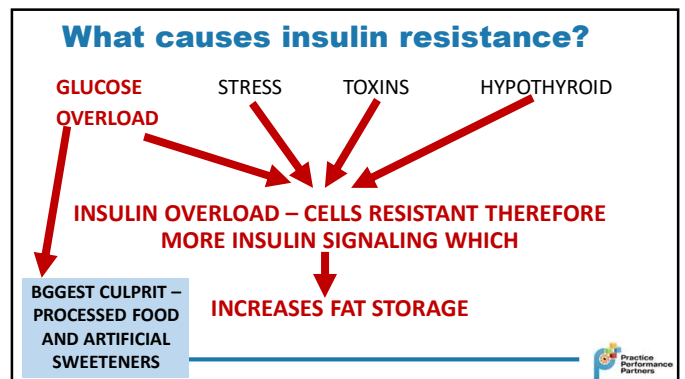 What causes insulin resistance?
GLUCOSE OVERLOAD
STRESS
TOXINS
HYPOTHYROID
INSULIN OVERLOAD – CELLS RESISTANT THEREFORE
MORE INSULIN SIGNALING WHICH
INCREASES FAT STORAGE
BGGEST CULPRIT –
PROCESSED FOOD
AND ARTIFICIAL
SWEETENERS
Practice
Performance
Partners